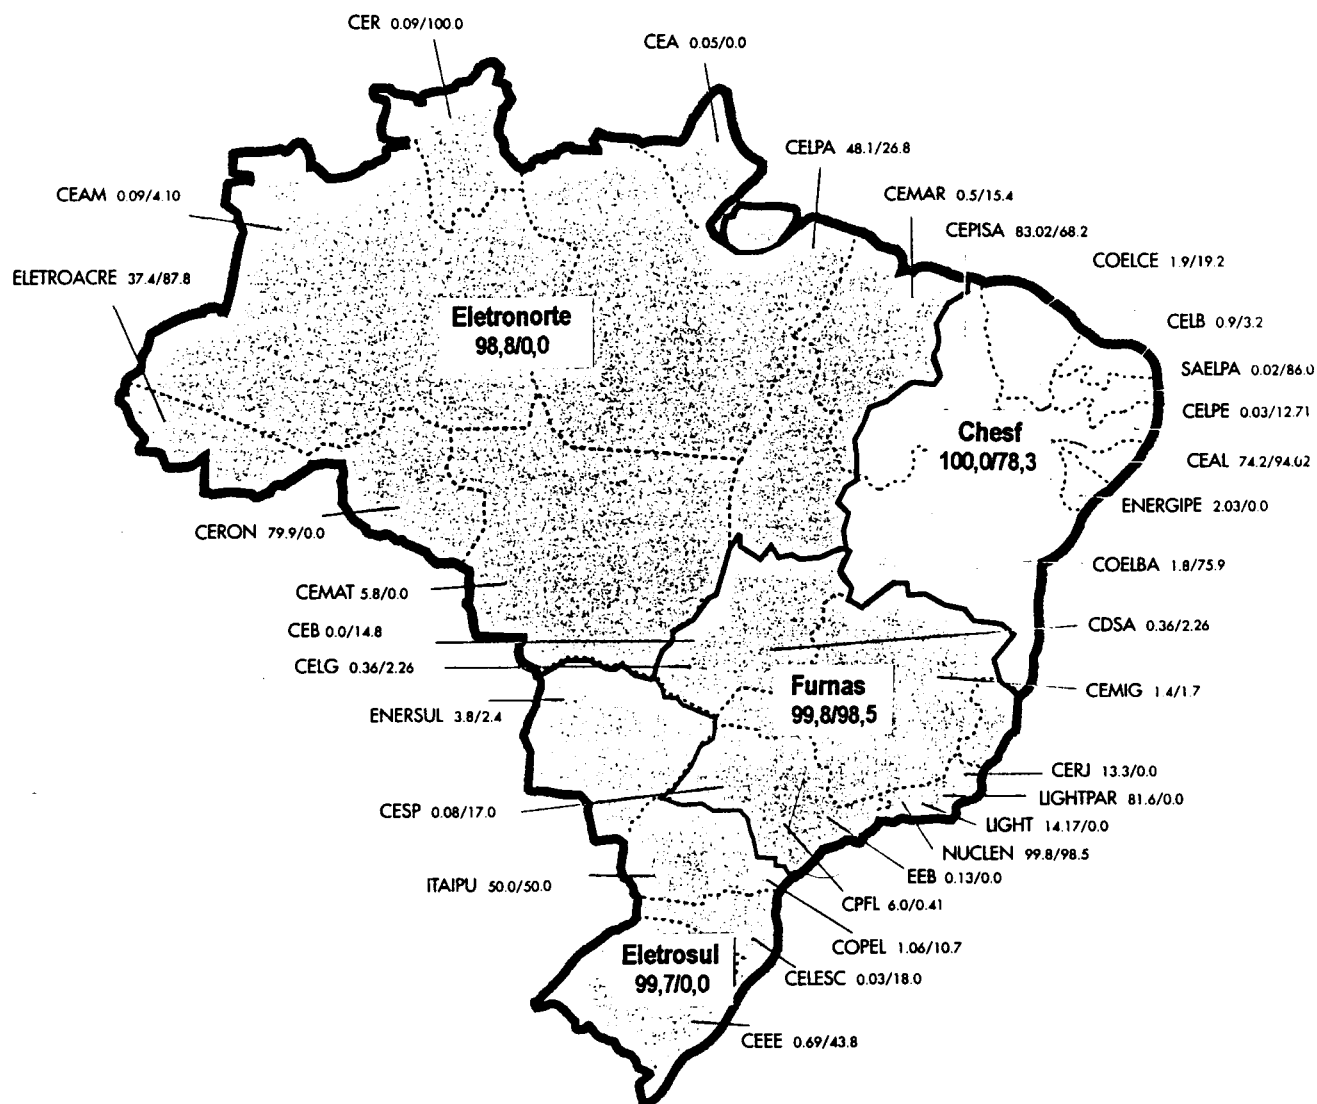 CER 0.09/100.0
CEA 0.05/0.0
CELPA 48.1/26.8
CEAM 0.09/4.10
CEMAR 0.5/15.4
CEPISA 83.02/68.2
COELCE 1.9/19.2
ELETROACRE 37.4/87.8
Eletronorte
98,8/0,0
CELB 0.9/3.2
SAELPA 0.02/86.0
CELPE 0.03/12.71
Chesf
100,0/78,3
CEAL 74.2/94.02
ENERGIPE 2.03/0.0
CERON 79.9/0.0
COELBA 1.8/75.9
CEMAT 5.8/0.0
CEB 0.0/14.8
CDSA 0.36/2.26
CELG 0.36/2.26
Furnas
99,8/98,5
CEMIG 1.4/1.7
ENERSUL 3.8/2.4
CERJ 13.3/0.0
LIGHTPAR 81.6/0.0
CESP 0.08/17.0
LIGHT 14.17/0.0
NUCLEN 99.8/98.5
EEB 0.13/0.0
ITAIPU 50.0/50.0
CPFL 6.0/0.41
COPEL 1.06/10.7
Eletrosul
99,7/0,0
CELESC 0.03/18.0
CEEE 0.69/43.8